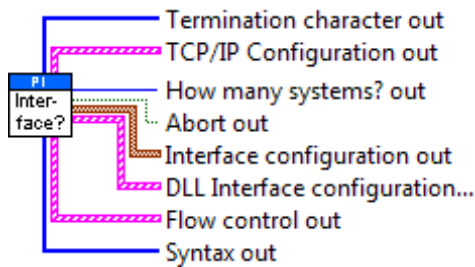 Termination character out
TCP/IP Configuration out
PI
Inter-
face?
How many systems? out
Abort out
Interface configuration out
DLL Interface configuration...
Flow control out
Syntax out